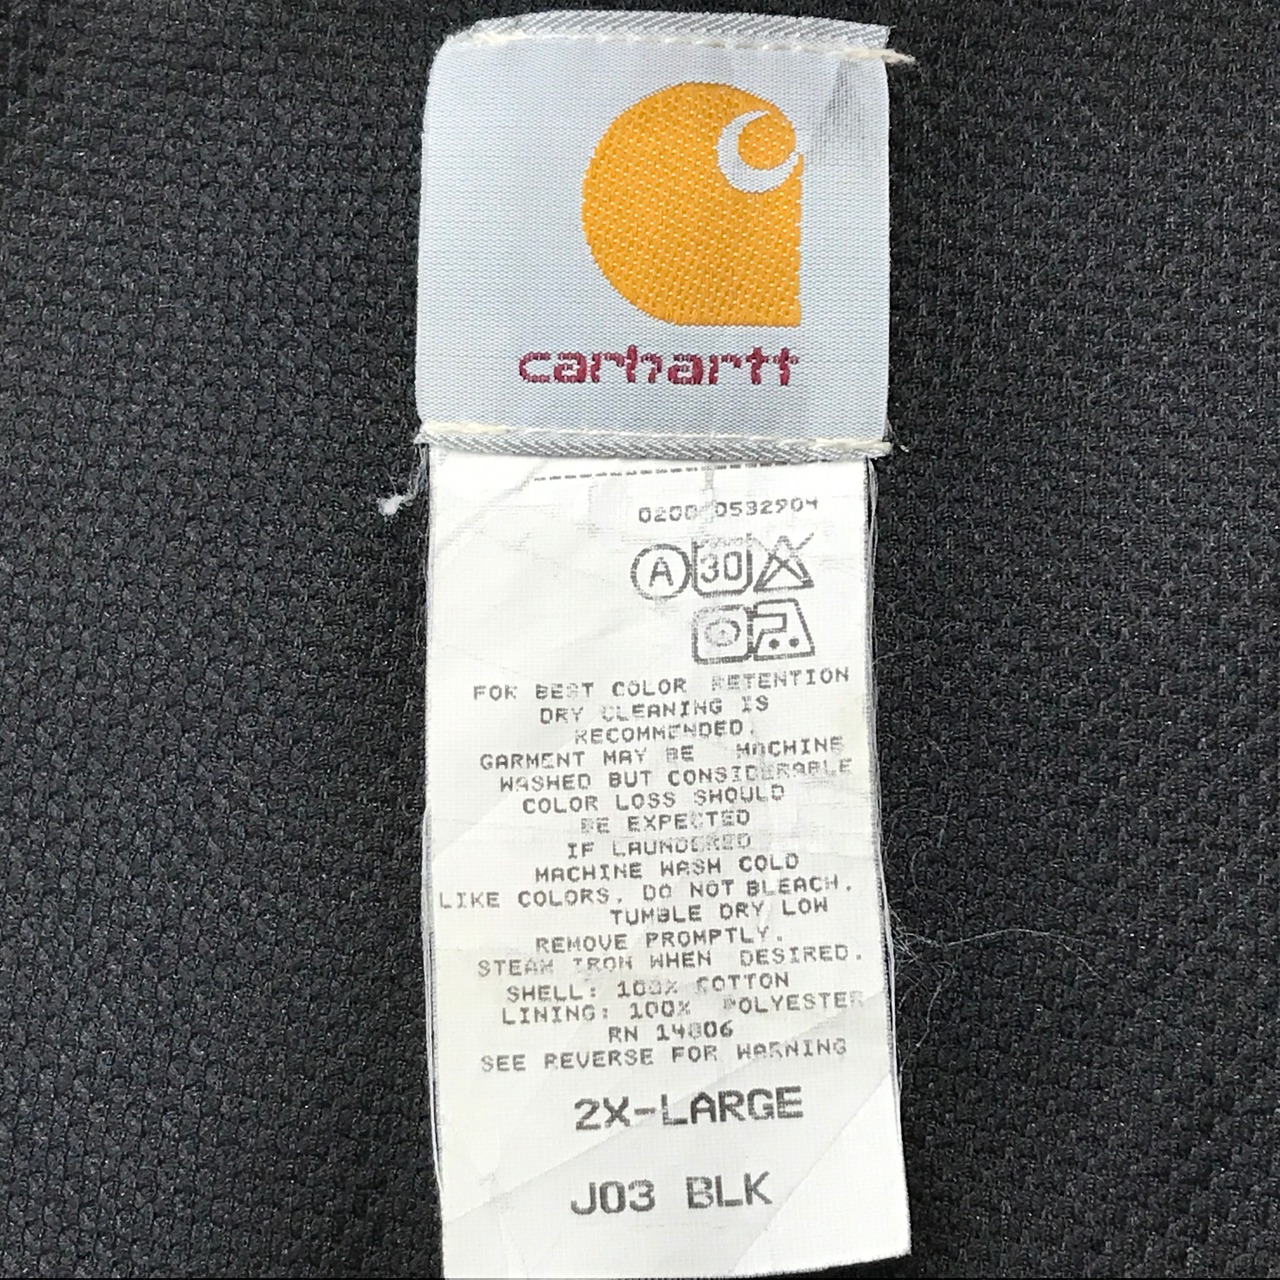 carhartt
0200 0532904
A 30
FOR BEST COLOR RETENTION
DRY CLEANING IS
RECOMMENDED.
GARMENT MAY BE MACHINE
WASHED BUT CONSIDERABLE
COLOR LOSS SHOULD
BE EXPECTED
IF LAUNDERED
MACHINE WASH COLD
LIKE COLORS, DO NOT BLEACH.
TUMBLE DRY LOW
REMOVE PROMPTLY.
STEAM IRON WHEN DESIRED.
SHELL: 100% COTTON
LINING: 100% POLYESTER
RN 14806
SEE REVERSE FOR WARNING
2X-LARGE
J03 BLK